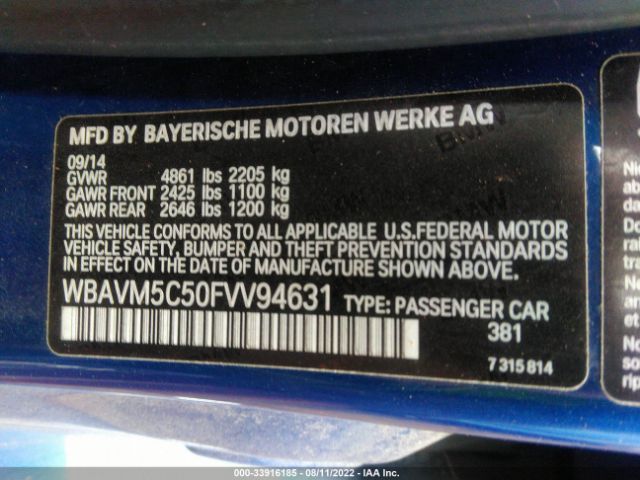 MFD BY BAYERISCHE MOTOREN WERKE AG
09/14
GVWR 4861 lbs 2205 kg
GAWR FRONT 2425 lbs 1100 kg
GAWR REAR 2646 lbs 1200 kg
THIS VEHICLE CONFORMS TO ALL APPLICABLE U.S.FEDERAL MOTOR
VEHICLE SAFETY, BUMPER AND THEFT PREVENTION STANDARDS
IN EFFECT ON THE DATE OF MANUFACTURE SHOWN ABOVE.
WBAVM5C50FVV94631 TYPE: PASSENGER CAR
381
7 315 814
000-33916185 - 08/11/2022 - IAA Inc.